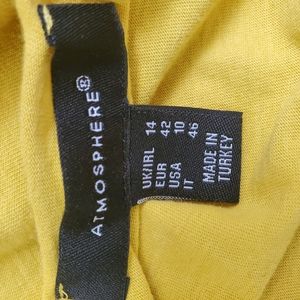 ATMOSPHERE®
UK/IRL 14
EUR 42
USA 10
IT 46
MADE IN
TURKEY